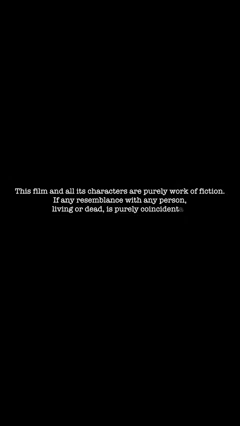 This film and all its characters are purely work of fiction.
If any resemblance with any person,
living or dead, is purely coincident